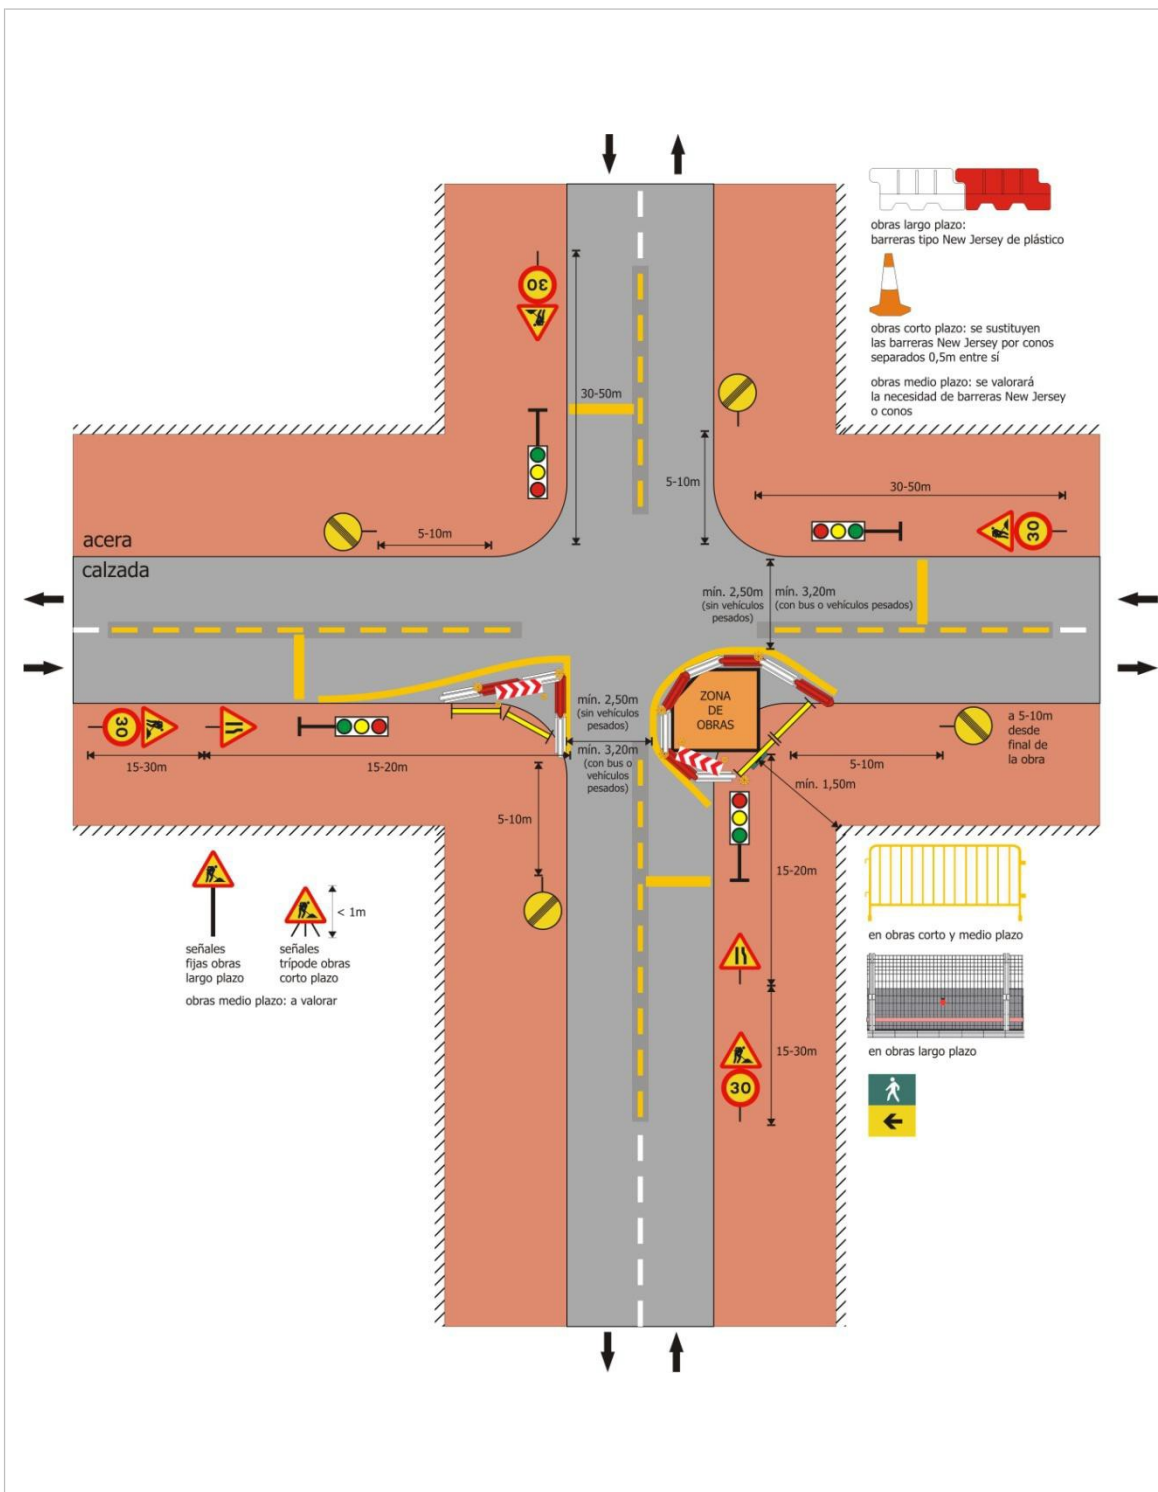 obras largo plazo:
barreras tipo New Jersey de plástico
30
obras corto plazo: se sustituyen
las barreras New Jersey por conos
separados 0,5m entre sí
obras medio plazo: se valorará
la necesidad de barreras New Jersey
o conos
30-50m
5-10m
30-50m
30
5-10m
acera
calzada
mín. 2,50m
(sin vehículos
pesados)
mín. 3,20m
(con bus o vehículos pesados)
ZONA
DE
OBRAS
mín. 2,50m
(sin vehículos
pesados)
mín. 3,20m
(con bus o
vehículos
pesados)
30
15-30m
15-20m
a 5-10m
desde
final de
la obra
5-10m
mín. 1,50m
5-10m
15-20m
< 1m
señales
fijas obras
largo plazo
señales
trípode obras
corto plazo
obras medio plazo: a valorar
en obras corto y medio plazo
15-30m
30
en obras largo plazo